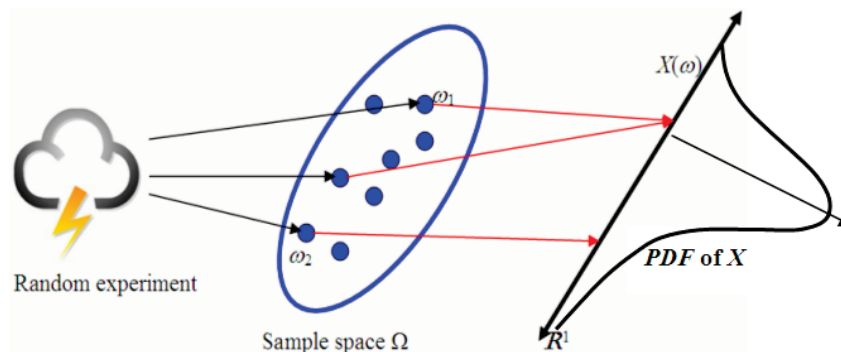 X(ω)
ω₁
ω₂
PDF of X
Random experiment
Sample space Ω
R¹